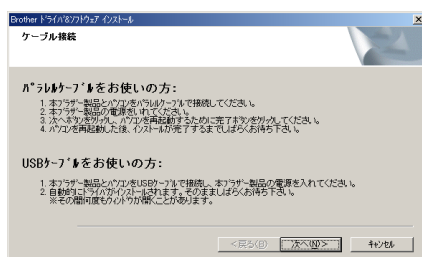 Brother ﾄﾞﾗｲﾊﾞ&ｿﾌﾄｳｪｱ ｲﾝｽﾄｰﾙ
ケーブル接続
ﾊﾟﾗﾚﾙｹｰﾌﾞﾙをお使いの方:
1. 本ﾌﾞﾗｻﾞｰ製品とﾊﾟｿｺﾝをﾊﾟﾗﾚﾙｹｰﾌﾞﾙで接続してください。
2. 本ﾌﾞﾗｻﾞｰ製品の電源をいれてください。
3. 次へﾎﾞﾀﾝをｸﾘｯｸし、ﾊﾟｿｺﾝを再起動するために完了ﾎﾞﾀﾝをｸﾘｯｸしてください。
4. ﾊﾟｿｺﾝを再起動した後、ｲﾝｽﾄｰﾙが完了するまでしばらくお待ち下さい。
USBｹｰﾌﾞﾙをお使いの方:
1. 本ﾌﾞﾗｻﾞｰ製品とﾊﾟｿｺﾝをUSBｹｰﾌﾞﾙで接続し、本ﾌﾞﾗｻﾞｰ製品の電源を入れてください。
2. 自動的にﾄﾞﾗｲﾊﾞがｲﾝｽﾄｰﾙされます。そのまましばらくお待ち下さい。
※その間何度もｳｨﾝﾄﾞｳが開くことがあります。
< 戻る(B) 次へ(N) > ｷｬﾝｾﾙ